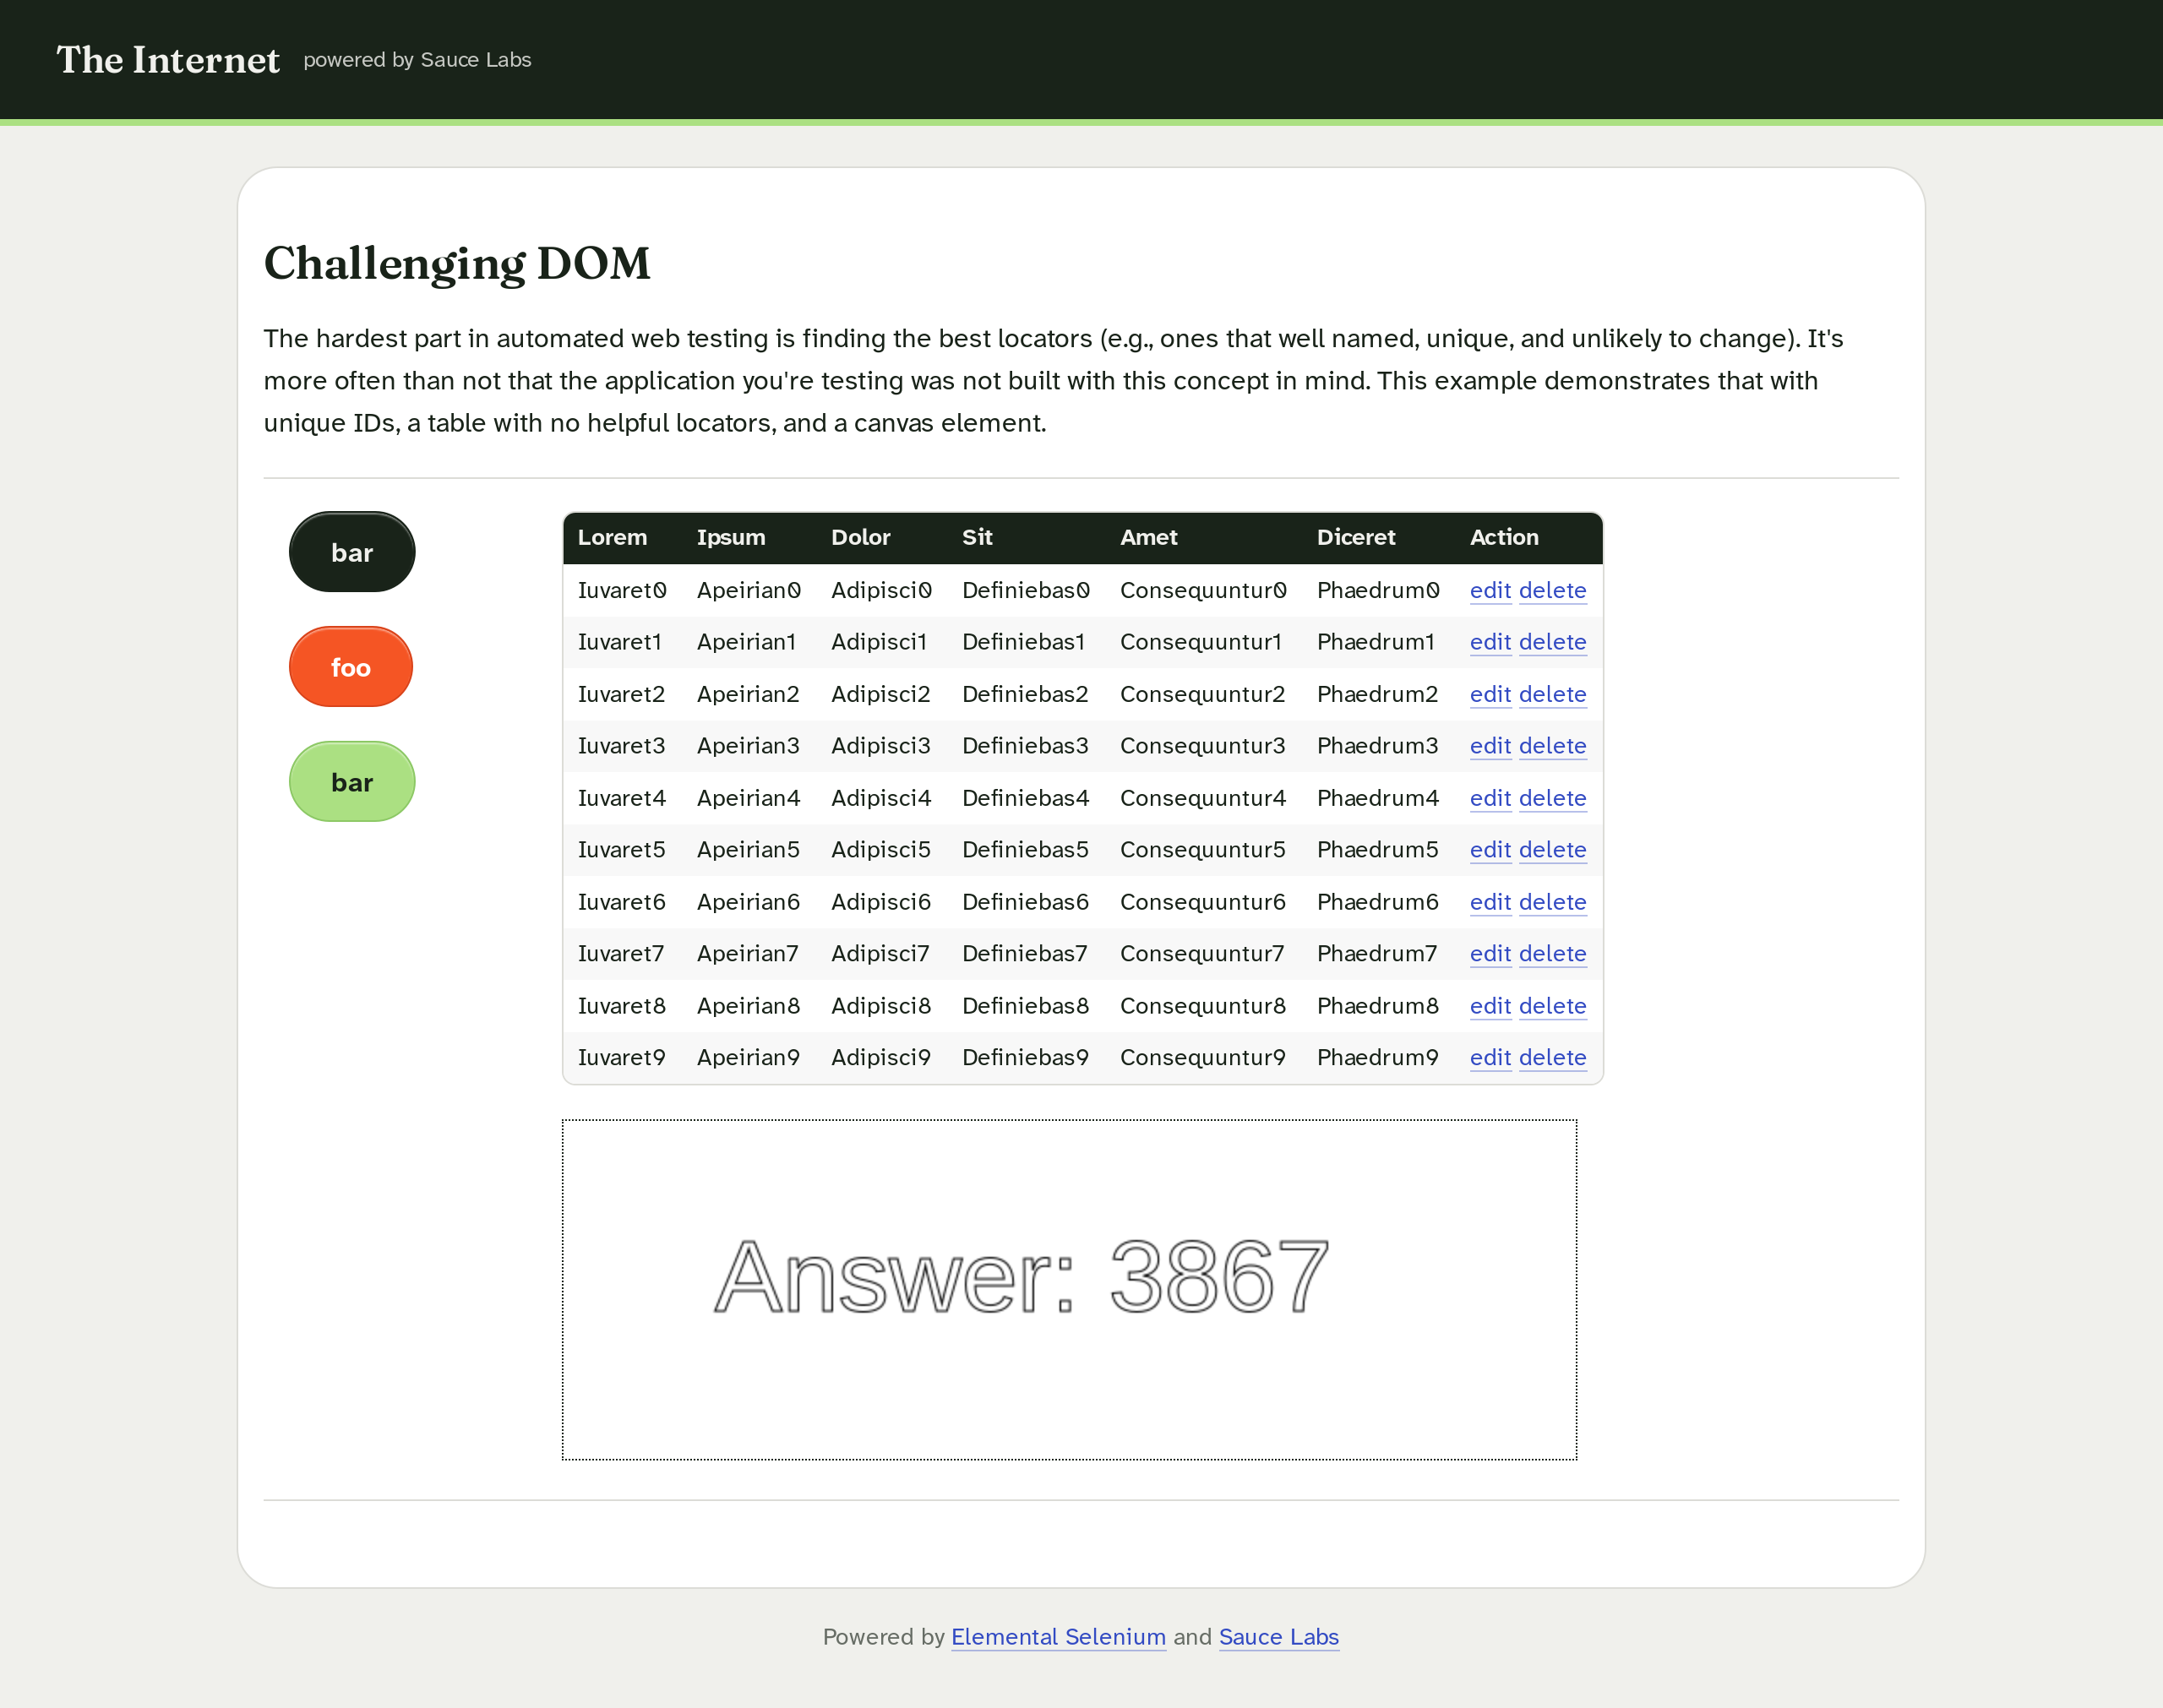 The Internet powered by Sauce Labs
Challenging DOM
The hardest part in automated web testing is finding the best locators (e.g., ones that well named, unique, and unlikely to change). It's
more often than not that the application you're testing was not built with this concept in mind. This example demonstrates that with
unique IDs, a table with no helpful locators, and a canvas element.
bar
foo
bar
Lorem Ipsum Dolor Sit Amet Diceret Action
Iuvaret0 Apeirian0 Adipisci0 Definiebas0 Consequuntur0 Phaedrum0 edit delete
Iuvaret1 Apeirian1 Adipisci1 Definiebas1 Consequuntur1 Phaedrum1 edit delete
Iuvaret2 Apeirian2 Adipisci2 Definiebas2 Consequuntur2 Phaedrum2 edit delete
Iuvaret3 Apeirian3 Adipisci3 Definiebas3 Consequuntur3 Phaedrum3 edit delete
Iuvaret4 Apeirian4 Adipisci4 Definiebas4 Consequuntur4 Phaedrum4 edit delete
Iuvaret5 Apeirian5 Adipisci5 Definiebas5 Consequuntur5 Phaedrum5 edit delete
Iuvaret6 Apeirian6 Adipisci6 Definiebas6 Consequuntur6 Phaedrum6 edit delete
Iuvaret7 Apeirian7 Adipisci7 Definiebas7 Consequuntur7 Phaedrum7 edit delete
Iuvaret8 Apeirian8 Adipisci8 Definiebas8 Consequuntur8 Phaedrum8 edit delete
Iuvaret9 Apeirian9 Adipisci9 Definiebas9 Consequuntur9 Phaedrum9 edit delete
Answer: 3867
Powered by Elemental Selenium and Sauce Labs